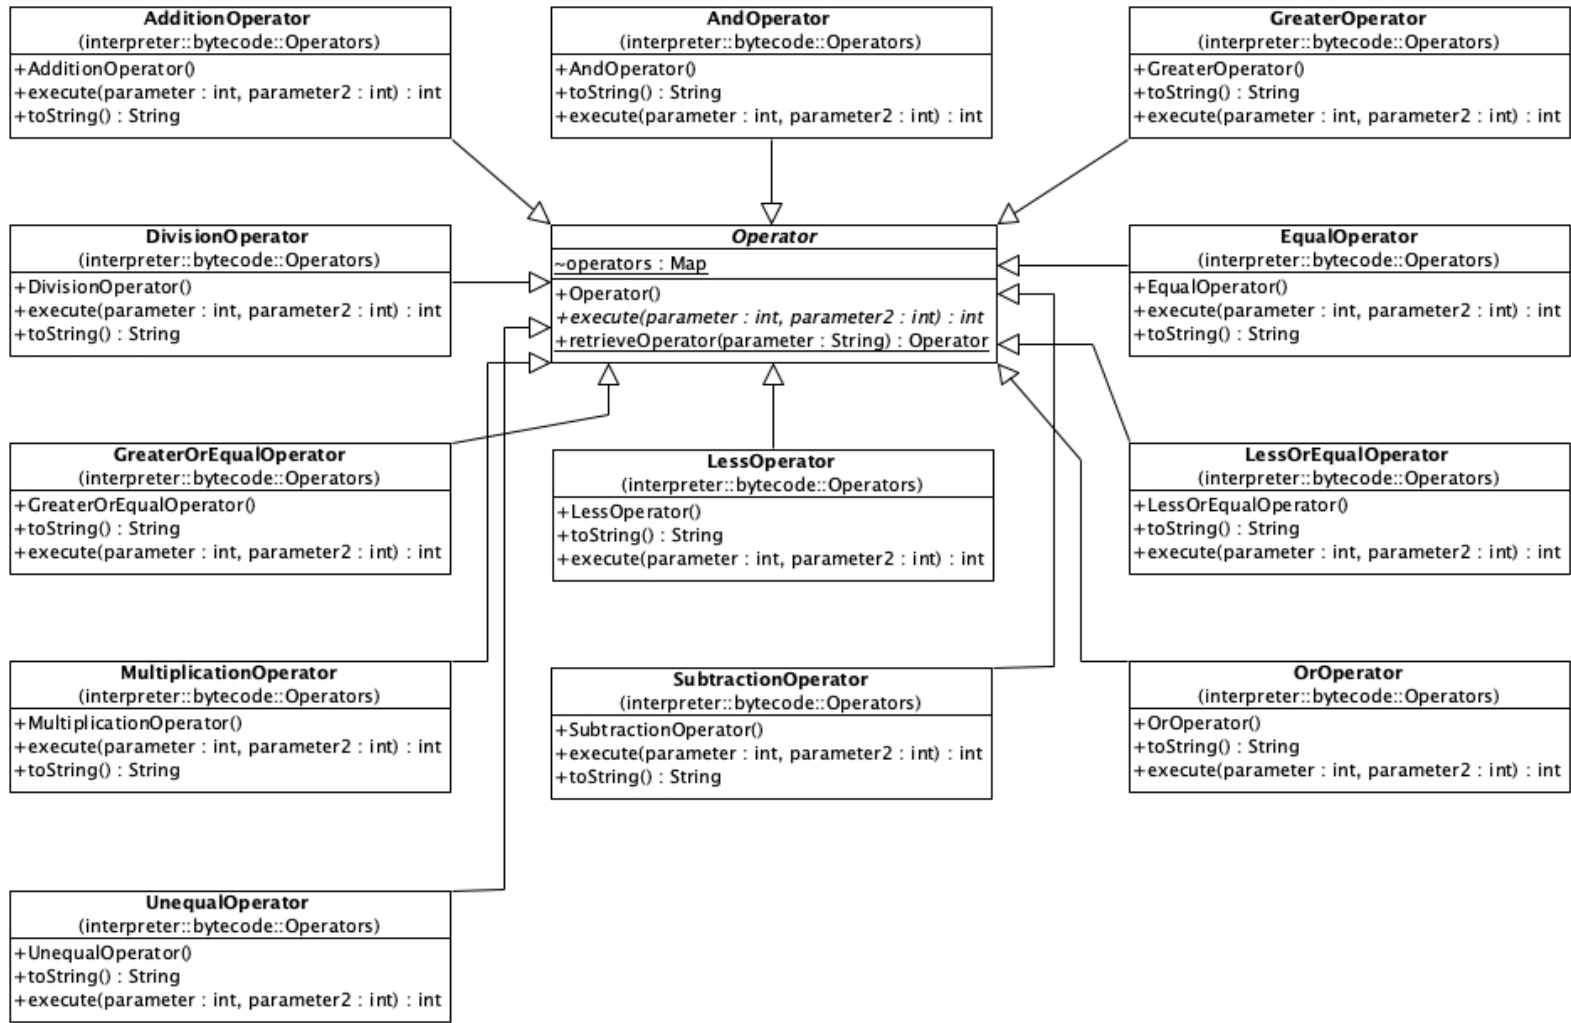 AdditionOperator
(interpreter::bytecode::Operators)
+AdditionOperator()
+execute(parameter : int, parameter2 : int) : int
+toString() : String
AndOperator
(interpreter::bytecode::Operators)
+AndOperator()
+toString() : String
+execute(parameter : int, parameter2 : int) : int
GreaterOperator
(interpreter::bytecode::Operators)
+GreaterOperator()
+toString() : String
+execute(parameter : int, parameter2 : int) : int
DivisionOperator
(interpreter::bytecode::Operators)
+DivisionOperator()
+execute(parameter : int, parameter2 : int) : int
+toString() : String
Operator
~operators : Map
+Operator()
+execute(parameter : int, parameter2 : int) : int
+retrieveOperator(parameter : String) : Operator
EqualOperator
(interpreter::bytecode::Operators)
+EqualOperator()
+execute(parameter : int, parameter2 : int) : int
+toString() : String
GreaterOrEqualOperator
(interpreter::bytecode::Operators)
+GreaterOrEqualOperator()
+toString() : String
+execute(parameter : int, parameter2 : int) : int
LessOperator
(interpreter::bytecode::Operators)
+LessOperator()
+toString() : String
+execute(parameter : int, parameter2 : int) : int
LessOrEqualOperator
(interpreter::bytecode::Operators)
+LessOrEqualOperator()
+toString() : String
+execute(parameter : int, parameter2 : int) : int
MultiplicationOperator
(interpreter::bytecode::Operators)
+MultiplicationOperator()
+execute(parameter : int, parameter2 : int) : int
+toString() : String
SubtractionOperator
(interpreter::bytecode::Operators)
+SubtractionOperator()
+execute(parameter : int, parameter2 : int) : int
+toString() : String
OrOperator
(interpreter::bytecode::Operators)
+OrOperator()
+toString() : String
+execute(parameter : int, parameter2 : int) : int
UnequalOperator
(interpreter::bytecode::Operators)
+UnequalOperator()
+toString() : String
+execute(parameter : int, parameter2 : int) : int